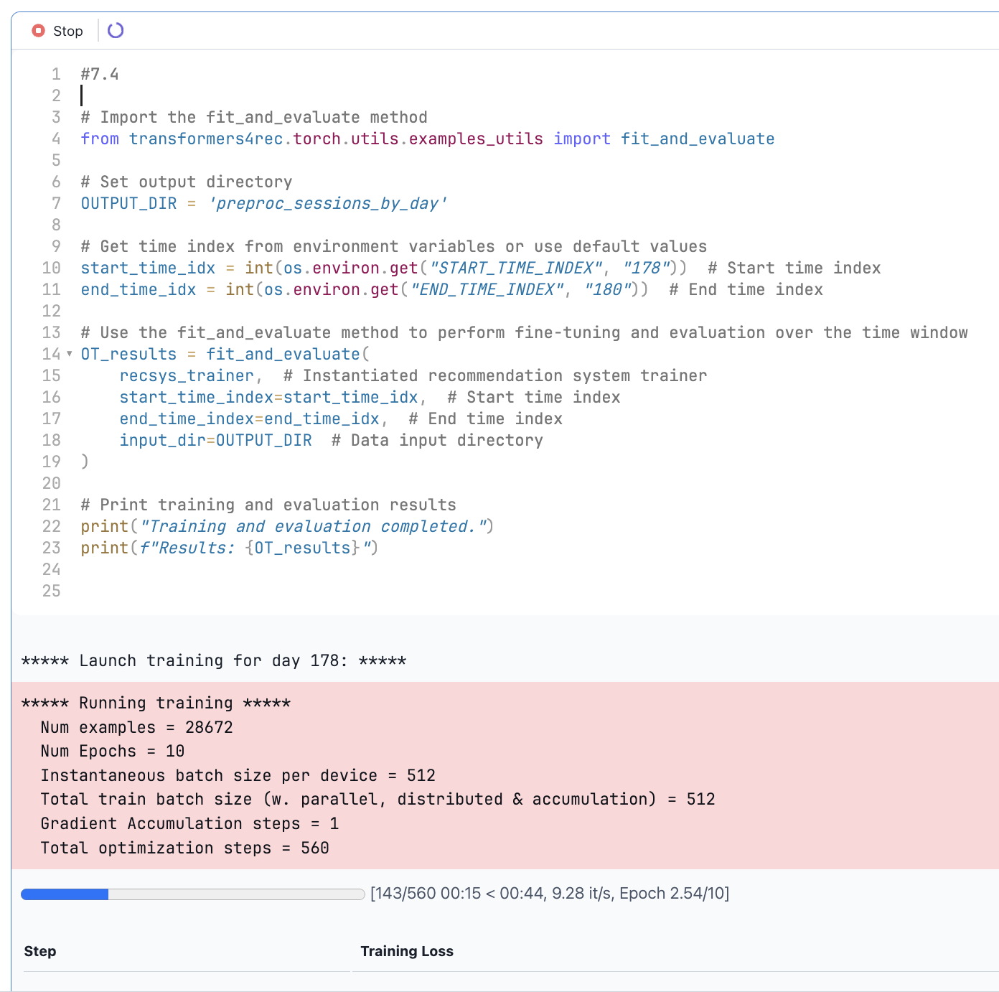 Stop
1 #7.4
2
3 # Import the fit_and_evaluate method
4 from transformers4rec.torch.utils.examples_utils import fit_and_evaluate
5
6 # Set output directory
7 OUTPUT_DIR = 'preproc_sessions_by_day'
8
9 # Get time index from environment variables or use default values
10 start_time_idx = int(os.environ.get("START_TIME_INDEX", "178"))  # Start time index
11 end_time_idx = int(os.environ.get("END_TIME_INDEX", "180"))  # End time index
12
13 # Use the fit_and_evaluate method to perform fine-tuning and evaluation over the time window
14 OT_results = fit_and_evaluate(
15     recsys_trainer,  # Instantiated recommendation system trainer
16     start_time_index=start_time_idx,  # Start time index
17     end_time_index=end_time_idx,  # End time index
18     input_dir=OUTPUT_DIR  # Data input directory
19 )
20
21 # Print training and evaluation results
22 print("Training and evaluation completed.")
23 print(f"Results: {OT_results}")
24
25
***** Launch training for day 178: *****
***** Running training *****
  Num examples = 28672
  Num Epochs = 10
  Instantaneous batch size per device = 512
  Total train batch size (w. parallel, distributed & accumulation) = 512
  Gradient Accumulation steps = 1
  Total optimization steps = 560
[143/560 00:15 < 00:44, 9.28 it/s, Epoch 2.54/10]
Step Training Loss